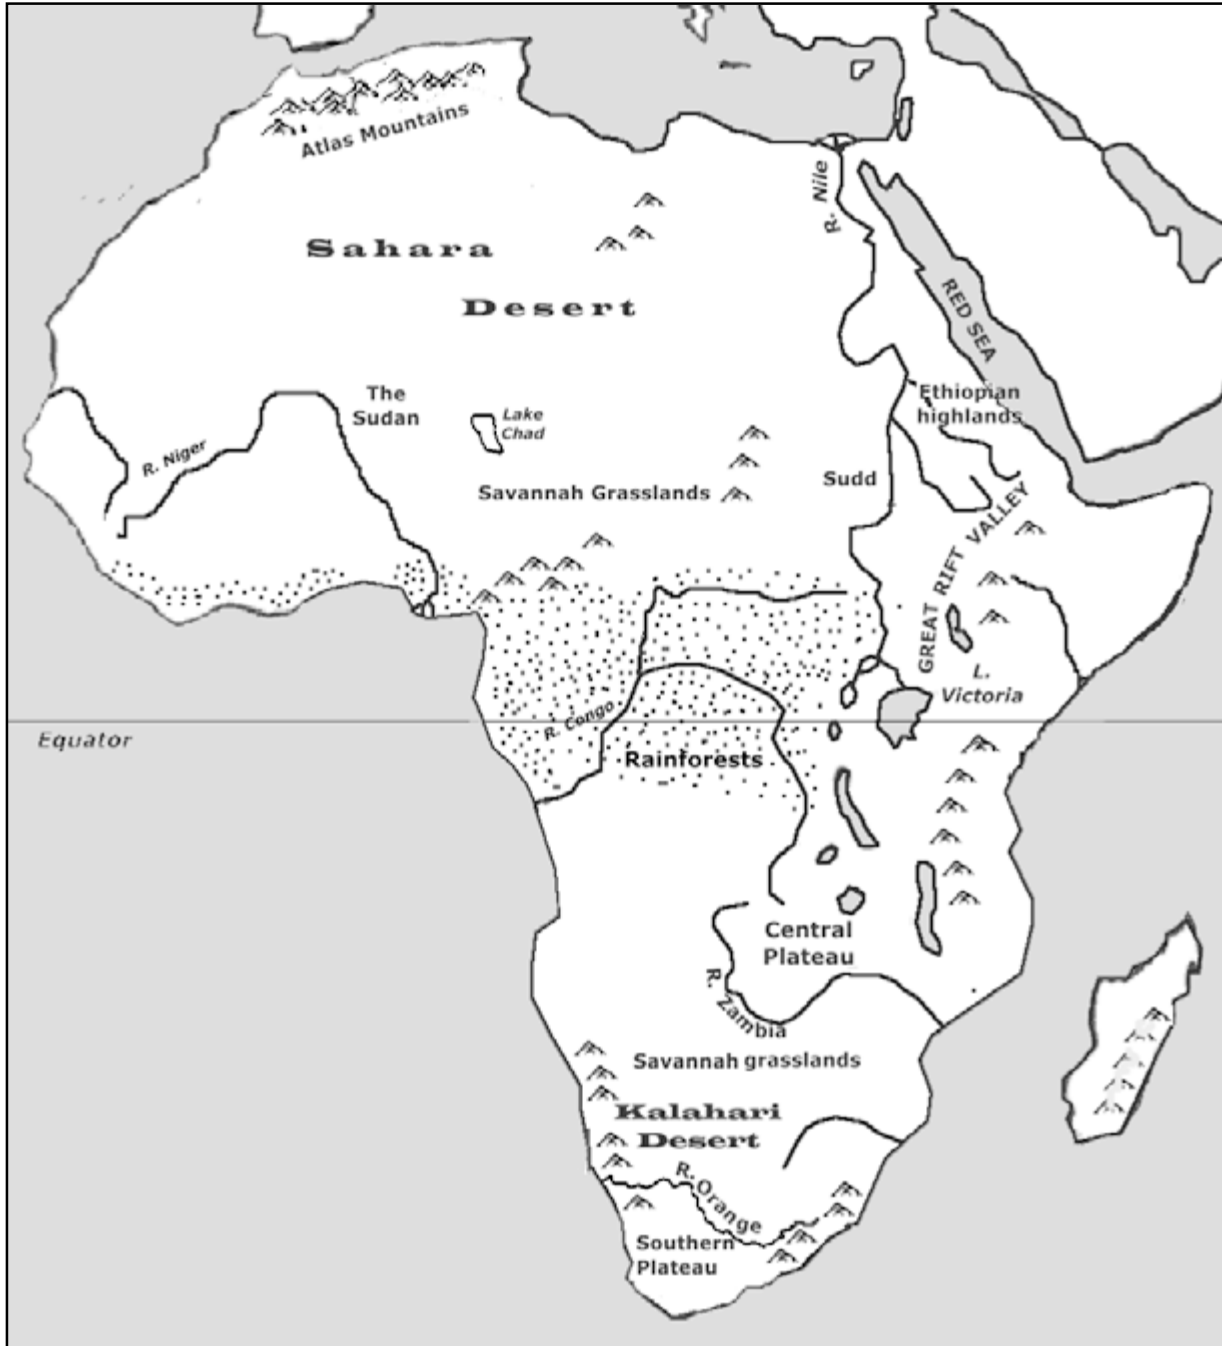 Atlas Mountains
R. Nile
Sahara
Desert
RED SEA
The
Sudan
Ethiopian
highlands
Lake
Chad
R. Niger
Savannah Grasslands
Sudd
GREAT RIFT VALLEY
L.
Victoria
R. Congo
Equator
Rainforests
Central
Plateau
R. Zambia
Savannah grasslands
Kalahari
Desert
R. Orange
Southern
Plateau